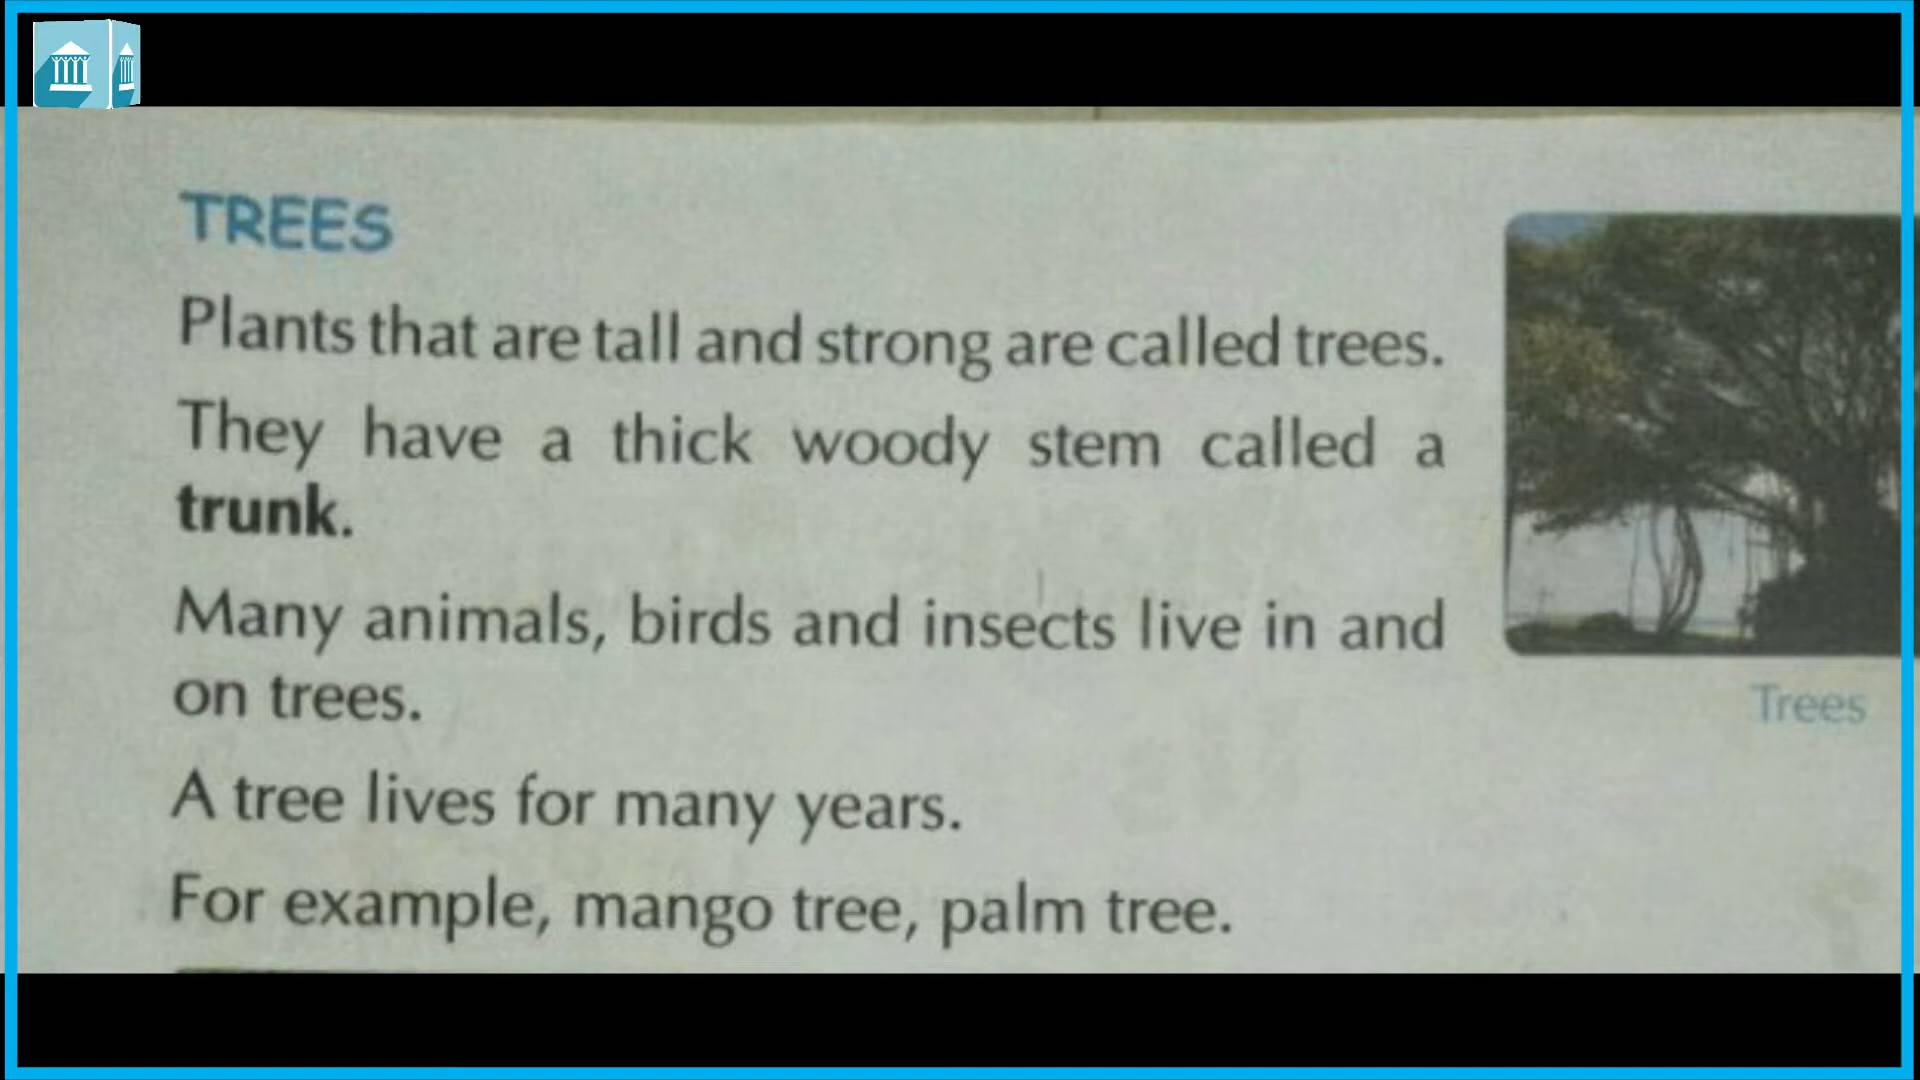 TREES
Plants that are tall and strong are called trees.
They have a thick woody stem called a
trunk.
Many animals, birds and insects live in and
on trees.
Trees
A tree lives for many years.
For example, mango tree, palm tree.